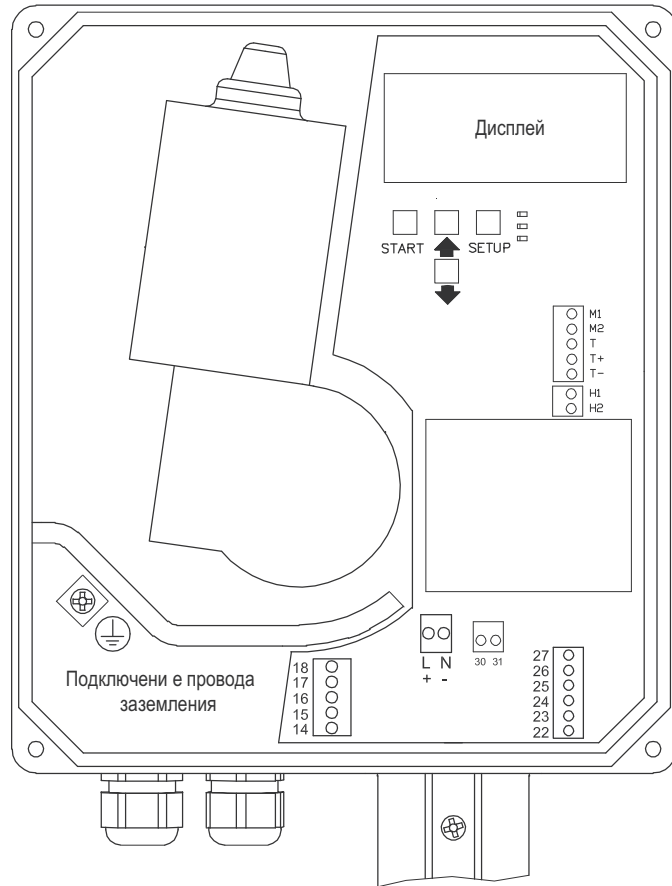 Дисплей
START SETUP
M1
M2
T
T+
T-
H1
H2
L N
+ -
30 31
18
17
16
15
14
27
26
25
24
23
22
Подключени е провода
заземления